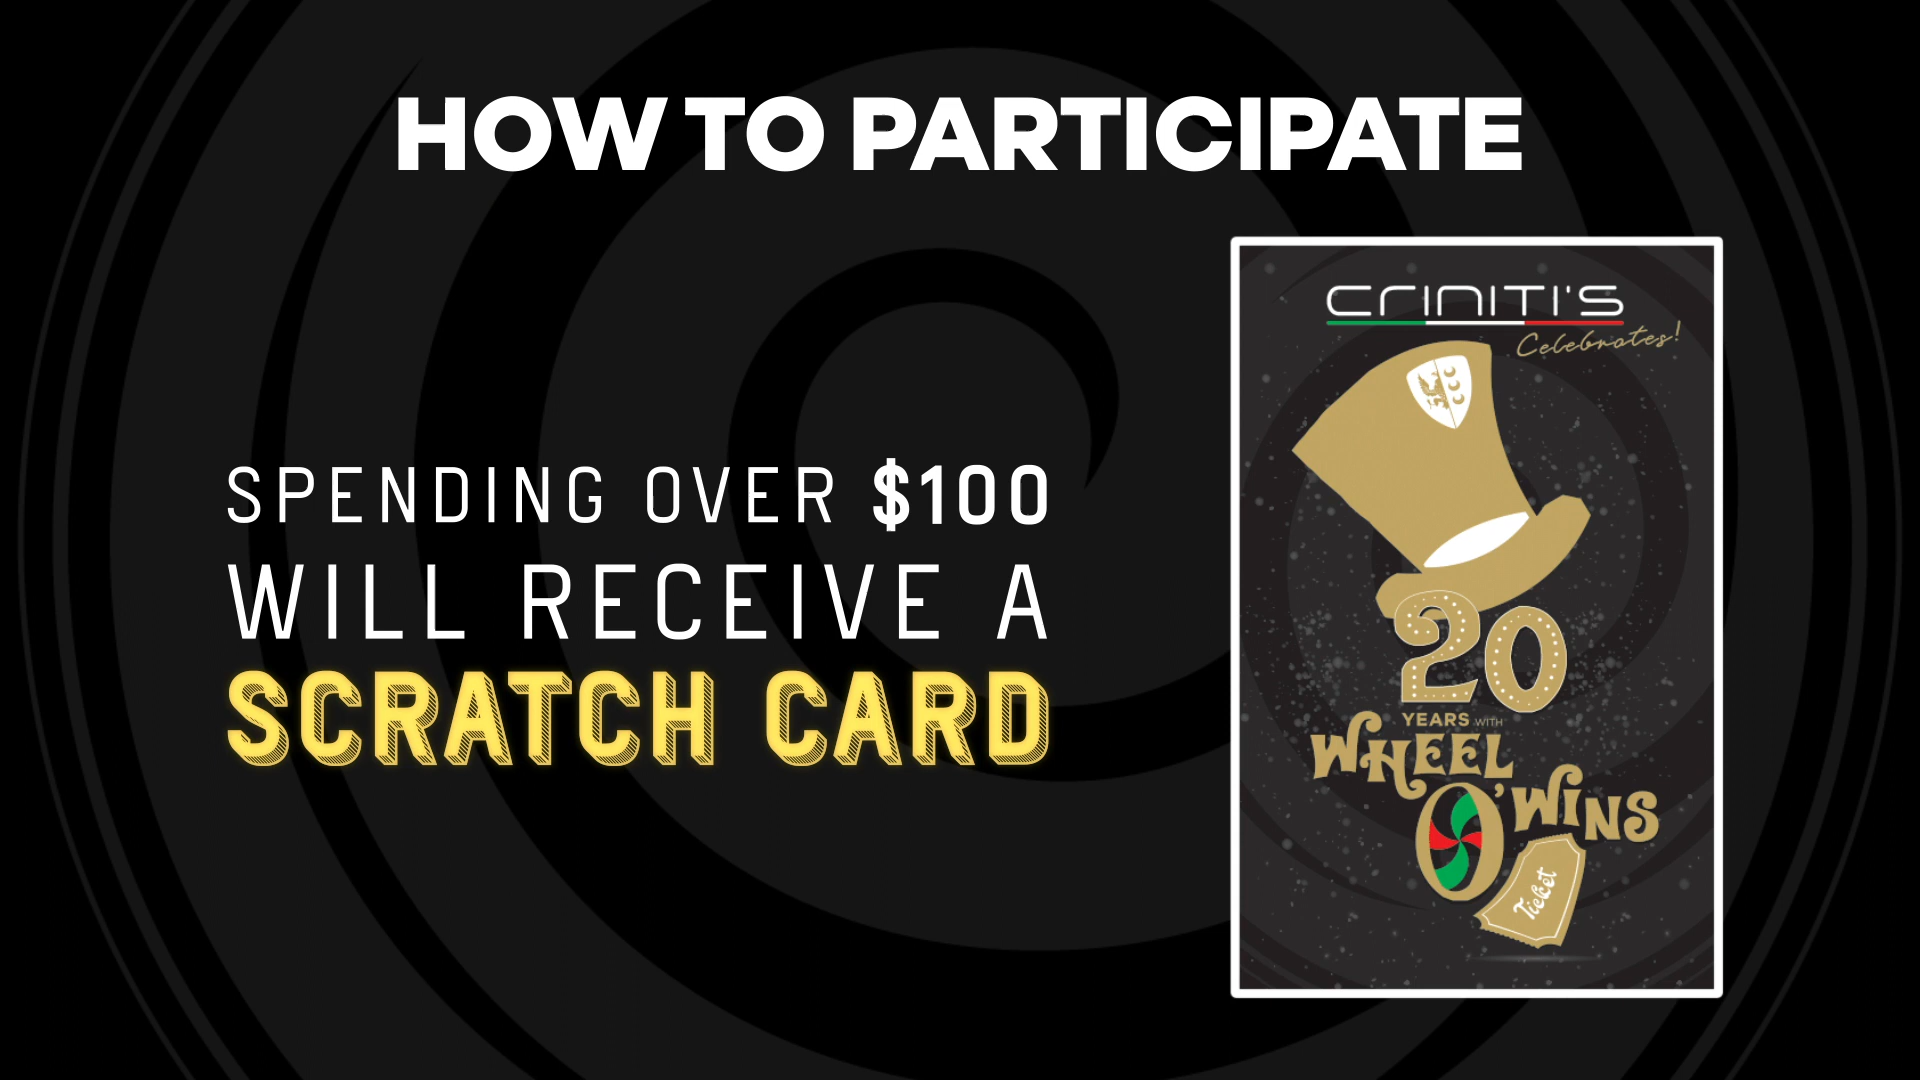 HOW TO PARTICIPATE
SPENDING OVER $100
WILL RECEIVE A
SCRATCH CARD
CRINITI'S
Celebrates!
20
YEARS WITH
WHEEL
O'WINS
Ticket